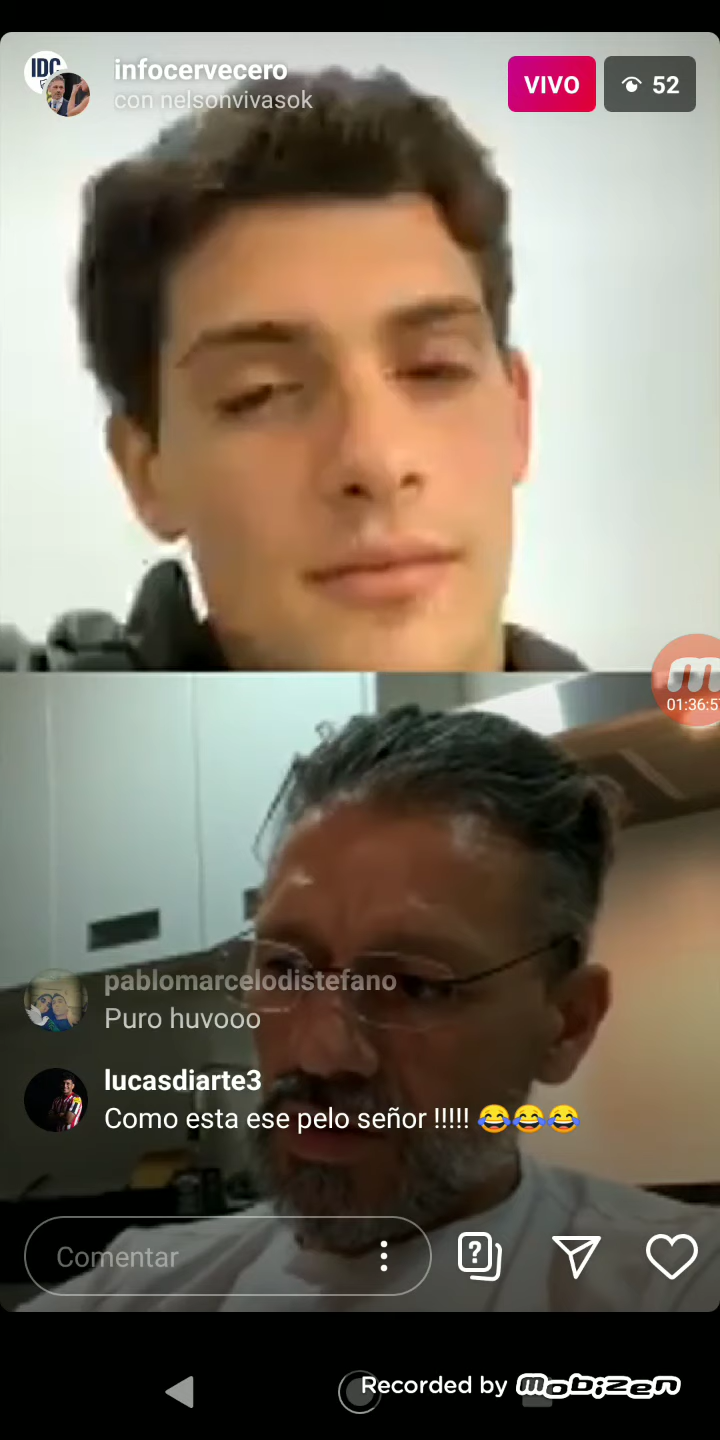 IDC
infocervecero
con nelsonvivasok
VIVO
52
01:36:5
pablomarcelodistefano
Puro huvooo
lucasdiarte3
Como esta ese pelo señor !!!!! 😂😂😂
Comentar
Recorded by mobizen